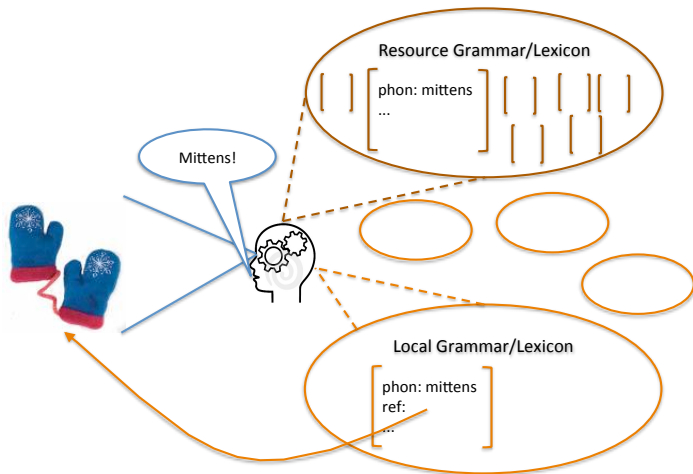 Resource Grammar/Lexicon
phon: mittens
...
Mittens!
Local Grammar/Lexicon
phon: mittens
ref:
...